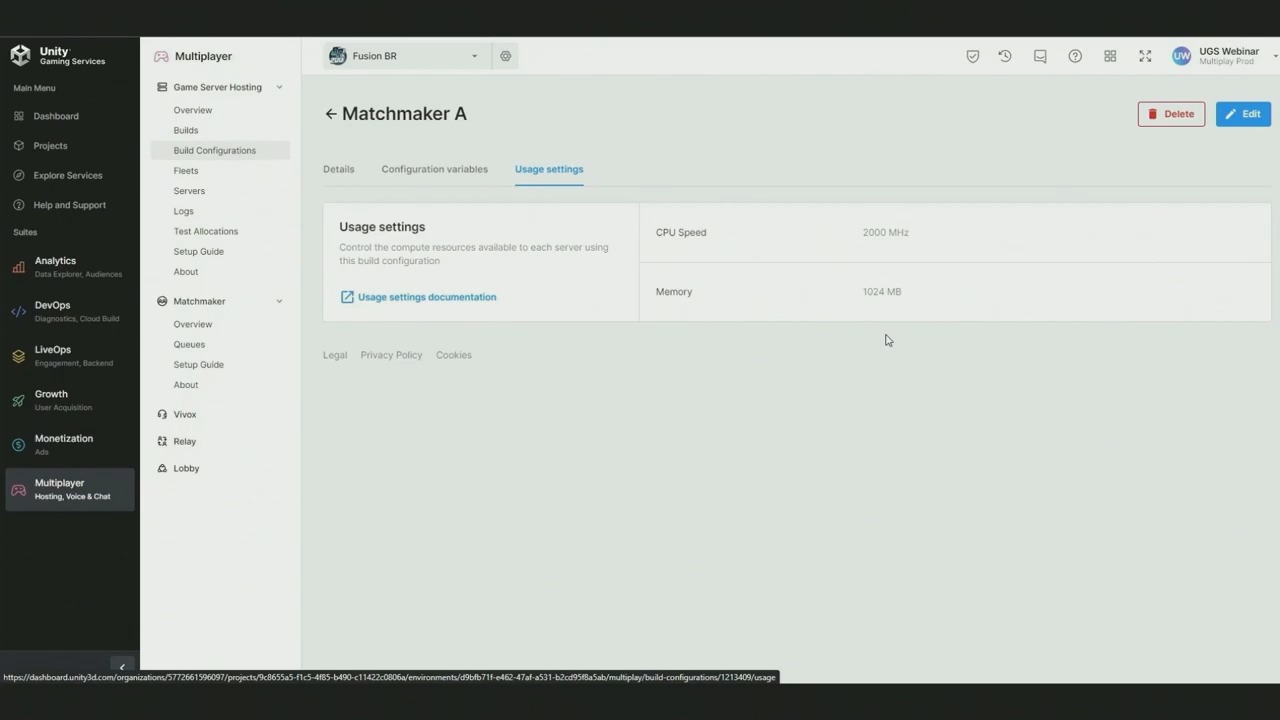 Unity
Gaming Services
Main Menu
Dashboard
Projects
Explore Services
Help and Support
Suites
Analytics
Data Explorer, Audiences
DevOps
Diagnostics, Cloud Build
LiveOps
Engagement, Backend
Growth
User Acquisition
Monetization
Ads
Multiplayer
Hosting, Voice & Chat
Multiplayer
Game Server Hosting
Overview
Builds
Build Configurations
Fleets
Servers
Logs
Test Allocations
Setup Guide
About
Matchmaker
Overview
Queues
Setup Guide
About
Vivox
Relay
Lobby
Fusion BR
UW
UGS Webinar
Multiplay Prod
Matchmaker A
Delete
Edit
Details
Configuration variables
Usage settings
Usage settings
Control the compute resources available to each server using
this build configuration
Usage settings documentation
CPU Speed
2000 MHz
Memory
1024 MB
Legal
Privacy Policy
Cookies
https://dashboard.unity3d.com/organizations/5772661596097/projects/9c8655a5-f1c5-4f85-b490-c11422c0806a/environments/d9bfb71f-e462-47af-a531-b2cd95f8a5ab/multiplay/build-configurations/1213409/usage